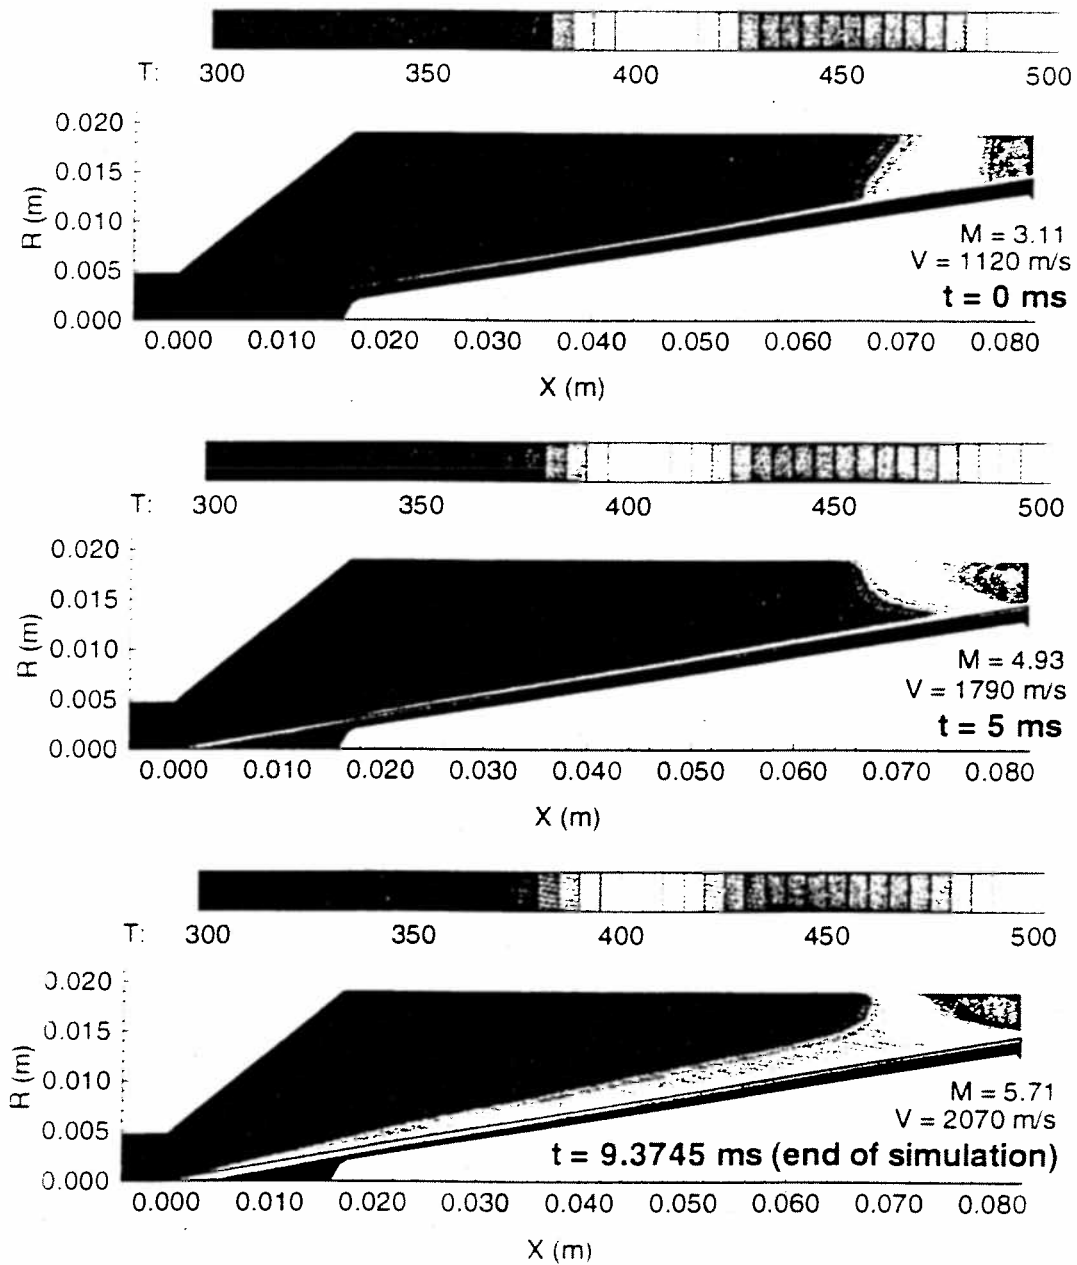 T: 300 350 400 450 500
0.020
0.015
0.010
0.005
0.000
R (m)
M = 3.11
V = 1120 m/s
t = 0 ms
0.000 0.010 0.020 0.030 0.040 0.050 0.060 0.070 0.080
X (m)
T: 300 350 400 450 500
0.020
0.015
0.010
0.005
0.000
R (m)
M = 4.93
V = 1790 m/s
t = 5 ms
0.000 0.010 0.020 0.030 0.040 0.050 0.060 0.070 0.080
X (m)
T: 300 350 400 450 500
0.020
0.015
0.010
0.005
0.000
R (m)
M = 5.71
V = 2070 m/s
t = 9.3745 ms (end of simulation)
0.000 0.010 0.020 0.030 0.040 0.050 0.060 0.070 0.080
X (m)